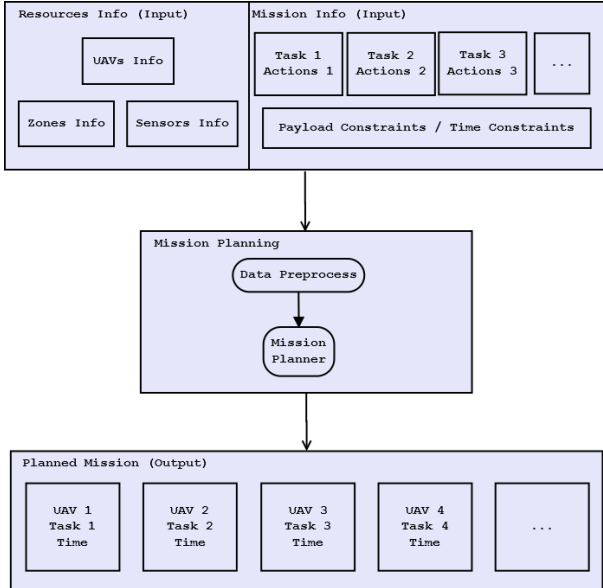 Resources Info (Input)
UAVs Info
Zones Info
Sensors Info
Mission Info (Input)
Task 1
Actions 1
Task 2
Actions 2
Task 3
Actions 3
...
Payload Constraints / Time Constraints
Mission Planning
Data Preprocess
Mission
Planner
Planned Mission (Output)
UAV 1
Task 1
Time
UAV 2
Task 2
Time
UAV 3
Task 3
Time
UAV 4
Task 4
Time
...